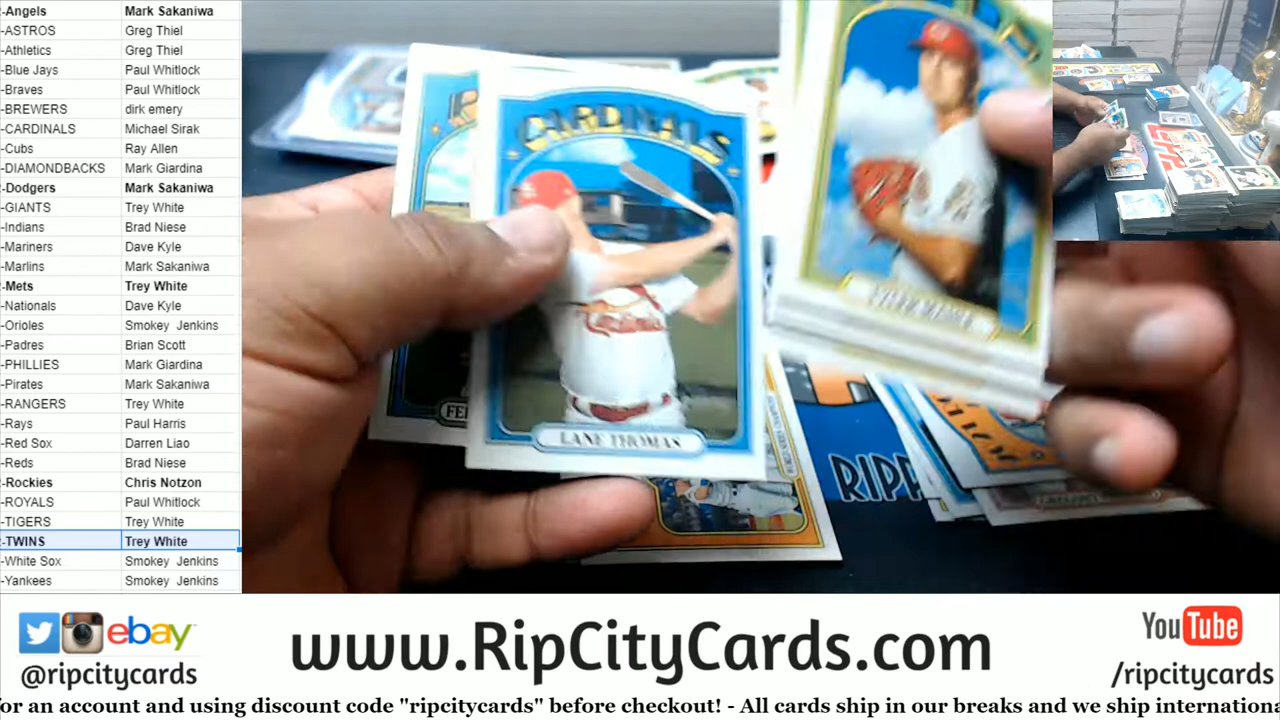 -Angels Mark Sakaniwa
-ASTROS Greg Thiel
-Athletics Greg Thiel
-Blue Jays Paul Whitlock
-Braves Paul Whitlock
-BREWERS dirk emery
-CARDINALS Michael Sirak
-Cubs Ray Allen
-DIAMONDBACKS Mark Giardina
-Dodgers Mark Sakaniwa
-GIANTS Trey White
-Indians Brad Niese
-Mariners Dave Kyle
-Marlins Mark Sakaniwa
-Mets Trey White
-Nationals Dave Kyle
-Orioles Smokey Jenkins
-Padres Brian Scott
-PHILLIES Mark Giardina
-Pirates Mark Sakaniwa
-RANGERS Trey White
-Rays Paul Harris
-Red Sox Darren Liao
-Reds Brad Niese
-Rockies Chris Notzon
-ROYALS Paul Whitlock
-TIGERS Trey White
-TWINS Trey White
-White Sox Smokey Jenkins
-Yankees Smokey Jenkins
CARDINALS
LANE THOMAS
RIPP
ebay
@ripcitycards
www.RipCityCards.com
YouTube
/ripcitycards
or an account and using discount code "ripcitycards" before checkout! - All cards ship in our breaks and we ship internationa